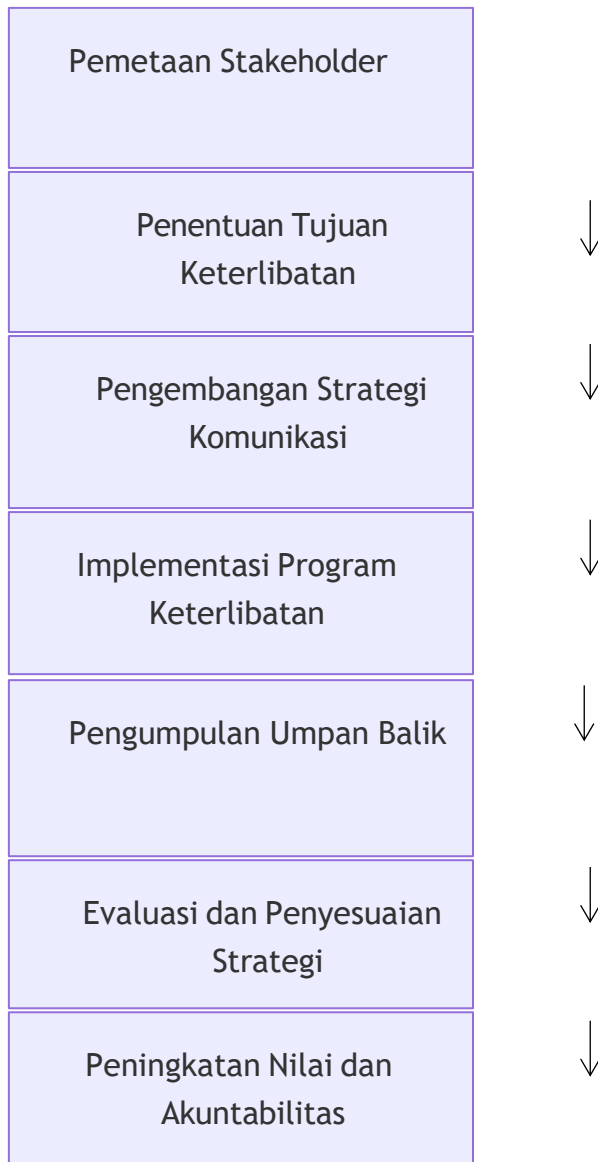 Pemetaan Stakeholder
Penentuan Tujuan
Keterlibatan
Pengembangan Strategi
Komunikasi
Implementasi Program
Keterlibatan
Pengumpulan Umpan Balik
Evaluasi dan Penyesuaian
Strategi
Peningkatan Nilai dan
Akuntabilitas